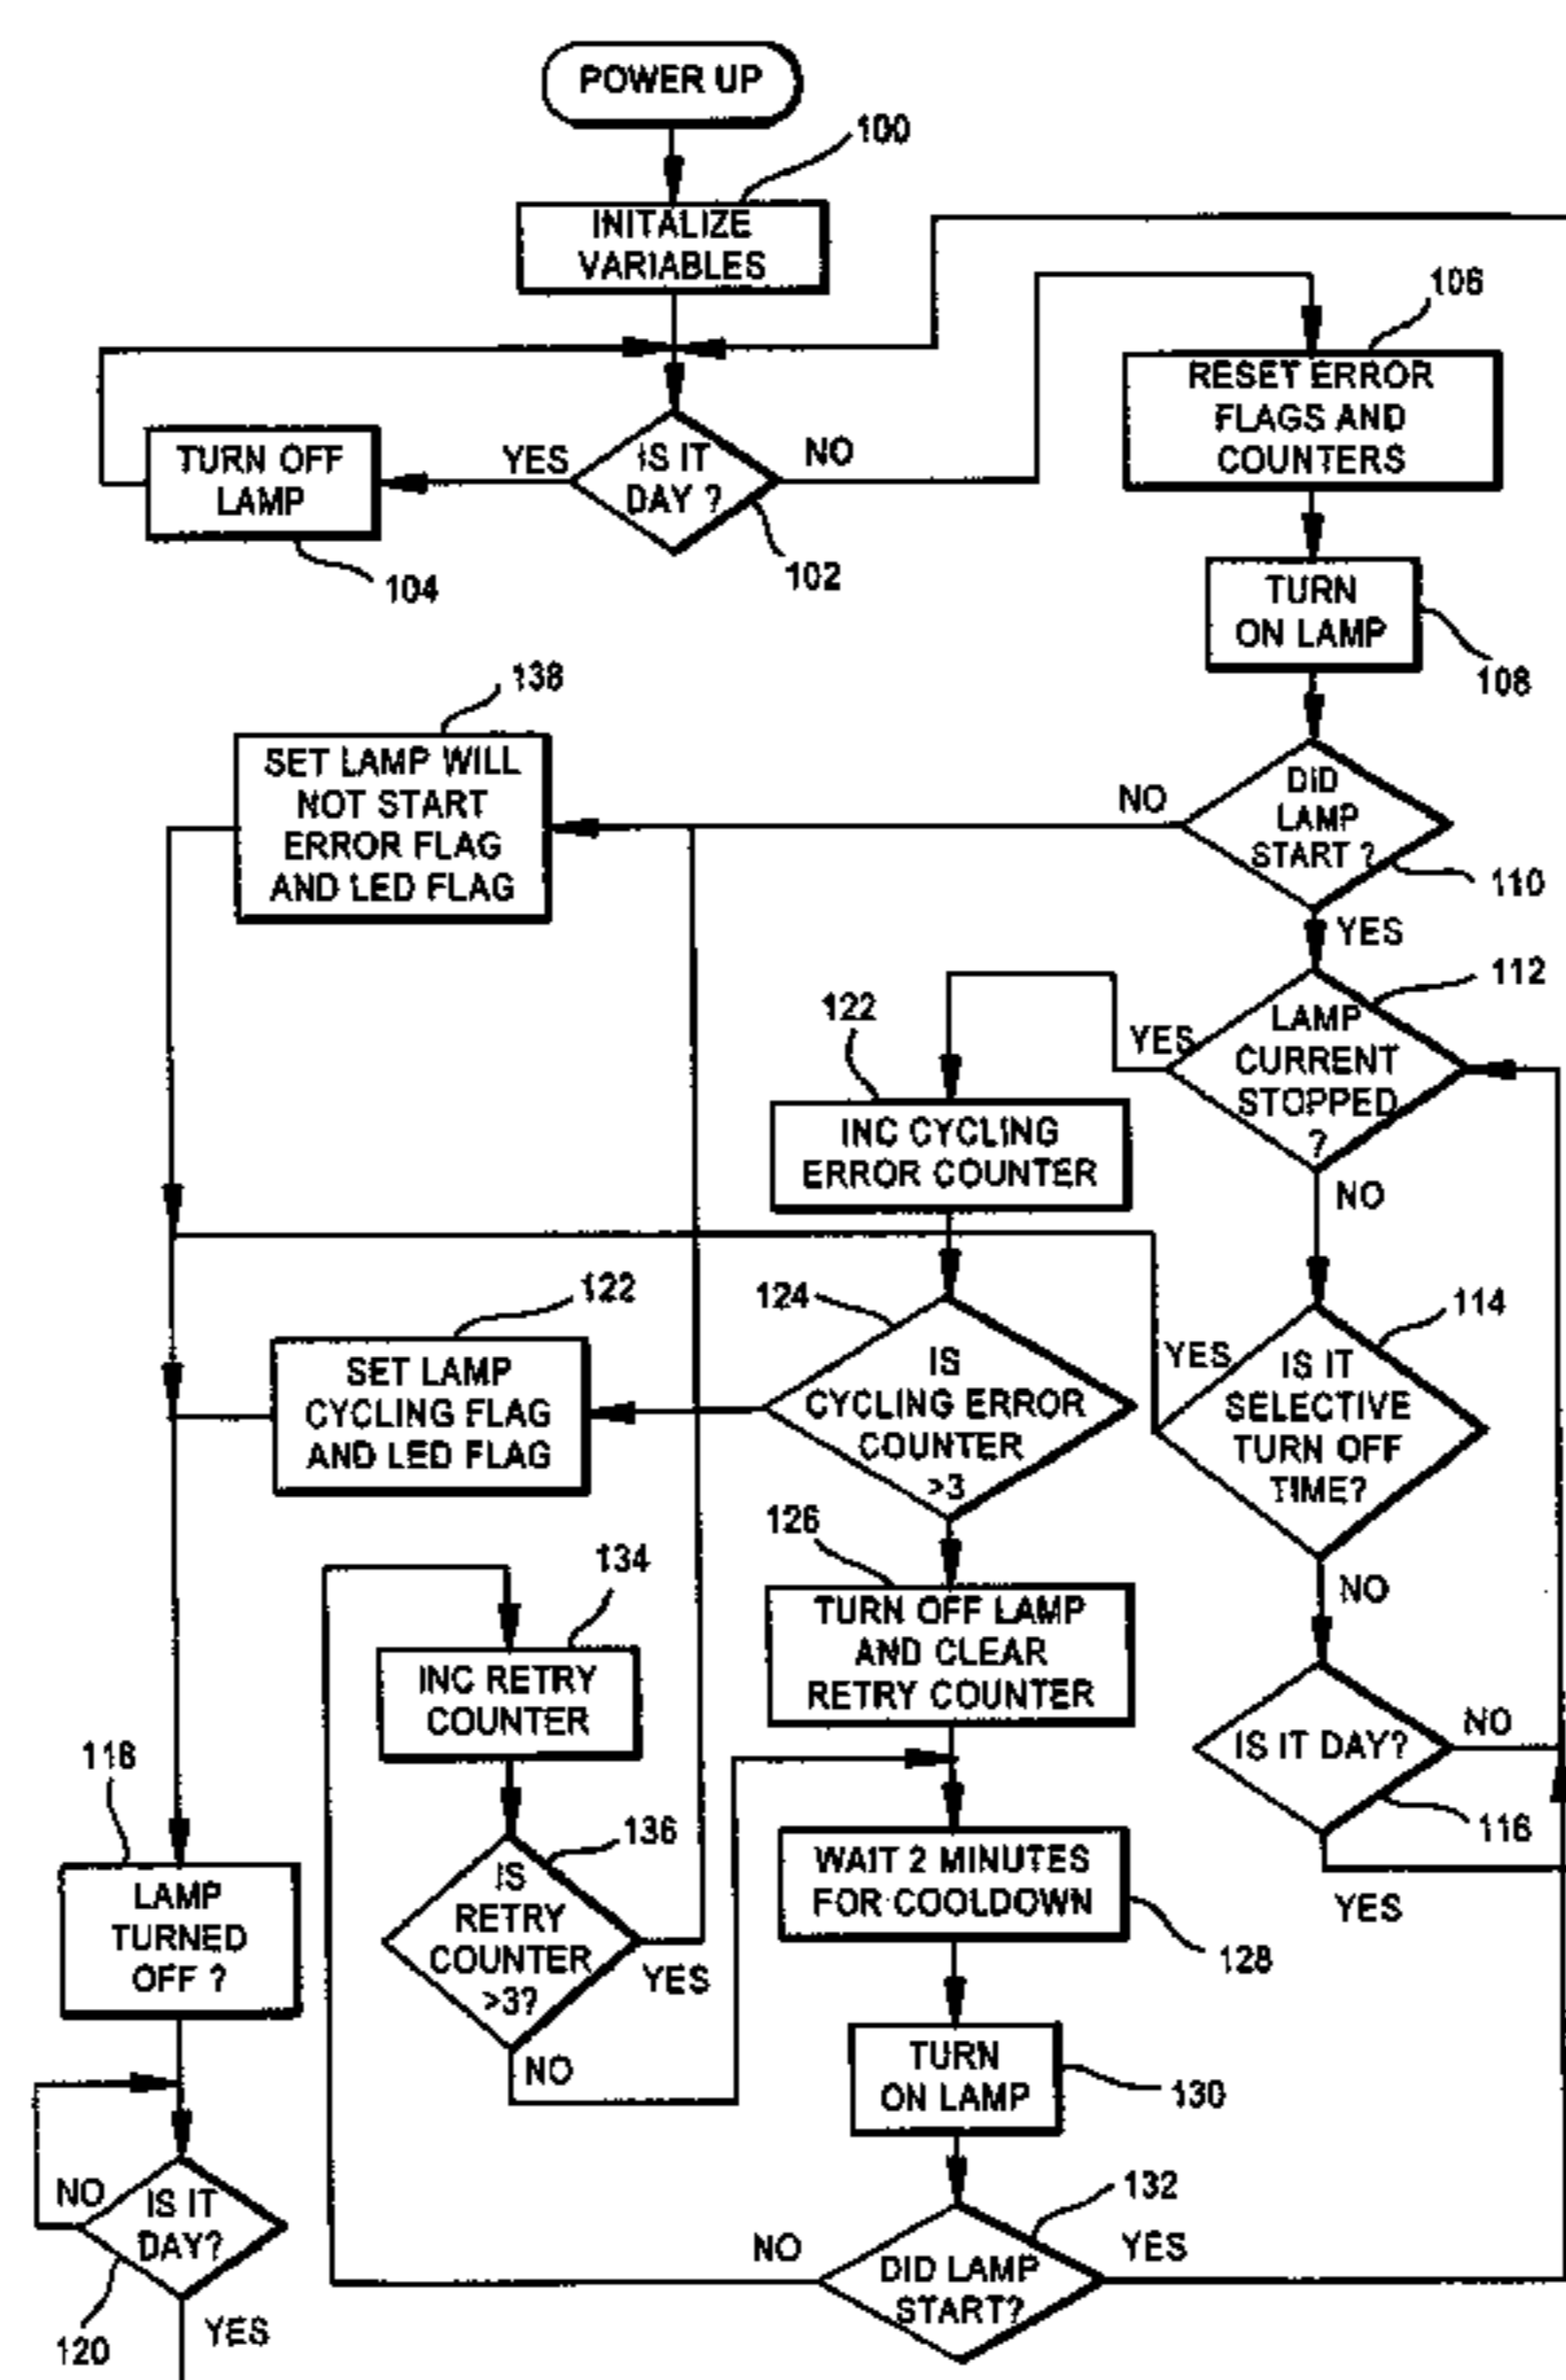 POWER UP
100
INITALIZE
VARIABLES
106
RESET ERROR
FLAGS AND
COUNTERS
TURN OFF
LAMP
YES
IS IT
DAY ?
NO
102
104
TURN
ON LAMP
108
138
SET LAMP WILL
NOT START
ERROR FLAG
AND LED FLAG
NO
DID
LAMP
START ?
110
YES
112
122
YES
LAMP
CURRENT
STOPPED
?
INC CYCLING
ERROR COUNTER
NO
122
124
114
SET LAMP
CYCLING FLAG
AND LED FLAG
IS
CYCLING ERROR
COUNTER
>3
YES
IS IT
SELECTIVE
TURN OFF
TIME?
126
134
NO
TURN OFF LAMP
AND CLEAR
RETRY COUNTER
INC RETRY
COUNTER
IS IT DAY?
NO
118
136
116
LAMP
TURNED
OFF ?
IS
RETRY
COUNTER
>3?
YES
WAIT 2 MINUTES
FOR COOLDOWN
YES
128
NO
TURN
ON LAMP
130
NO
IS IT
DAY?
132
NO
YES
DID LAMP
START?
120
YES